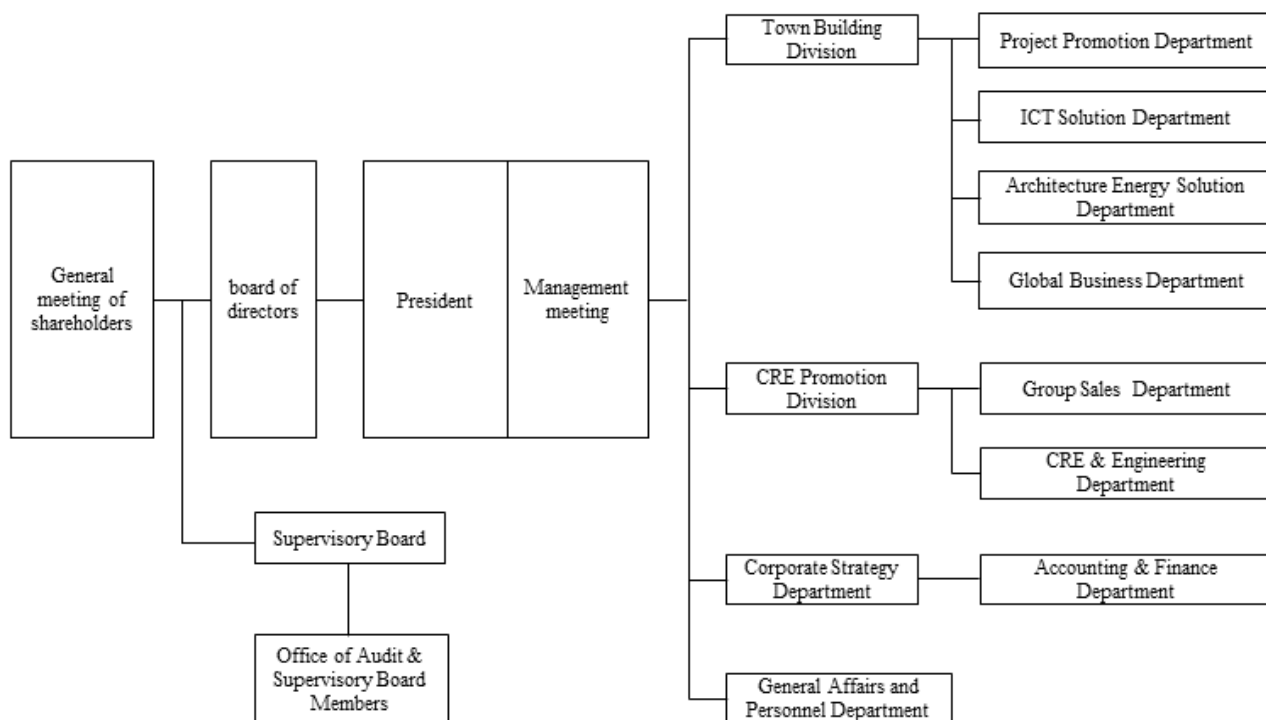 General
meeting of
shareholders
board of
directors
President
Management
meeting
Supervisory Board
Office of Audit &
Supervisory Board
Members
Town Building
Division
Project Promotion Department
ICT Solution Department
Architecture Energy Solution
Department
Global Business Department
CRE Promotion
Division
Group Sales Department
CRE & Engineering
Department
Corporate Strategy
Department
Accounting & Finance
Department
General Affairs and
Personnel Department